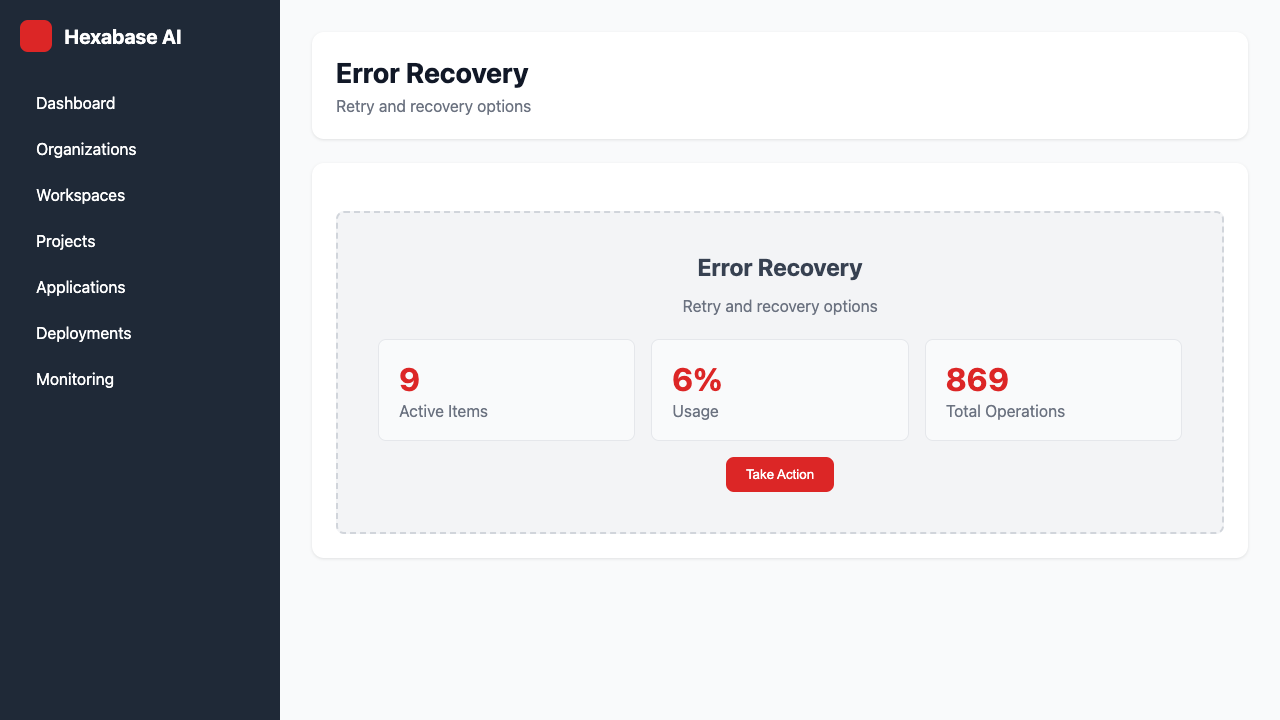 Hexabase AI
Dashboard
Organizations
Workspaces
Projects
Applications
Deployments
Monitoring
Error Recovery
Retry and recovery options
Error Recovery
Retry and recovery options
9
Active Items
6%
Usage
869
Total Operations
Take Action